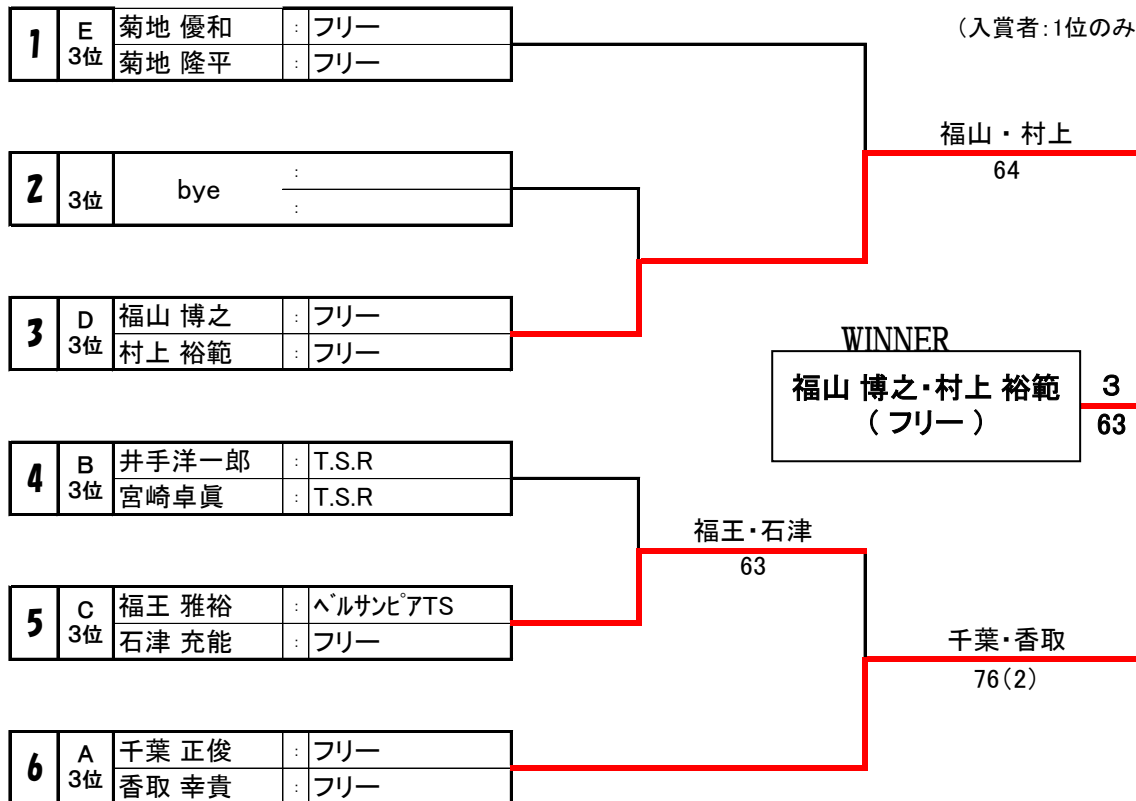 1 E 3位 菊地 優和 : フリー
菊地 隆平 : フリー
(入賞者:1位のみ
福山・村上
64
2 3位 bye :
:
3 D 3位 福山 博之 : フリー
村上 裕範 : フリー
WINNER
福山 博之・村上 裕範 3
(フリー) 63
4 B 3位 井手洋一郎 : T.S.R
宮崎卓眞 : T.S.R
福王・石津
63
5 C 3位 福王 雅裕 : ベルサンピアTS
石津 充能 : フリー
千葉・香取
76(2)
6 A 3位 千葉 正俊 : フリー
香取 幸貴 : フリー